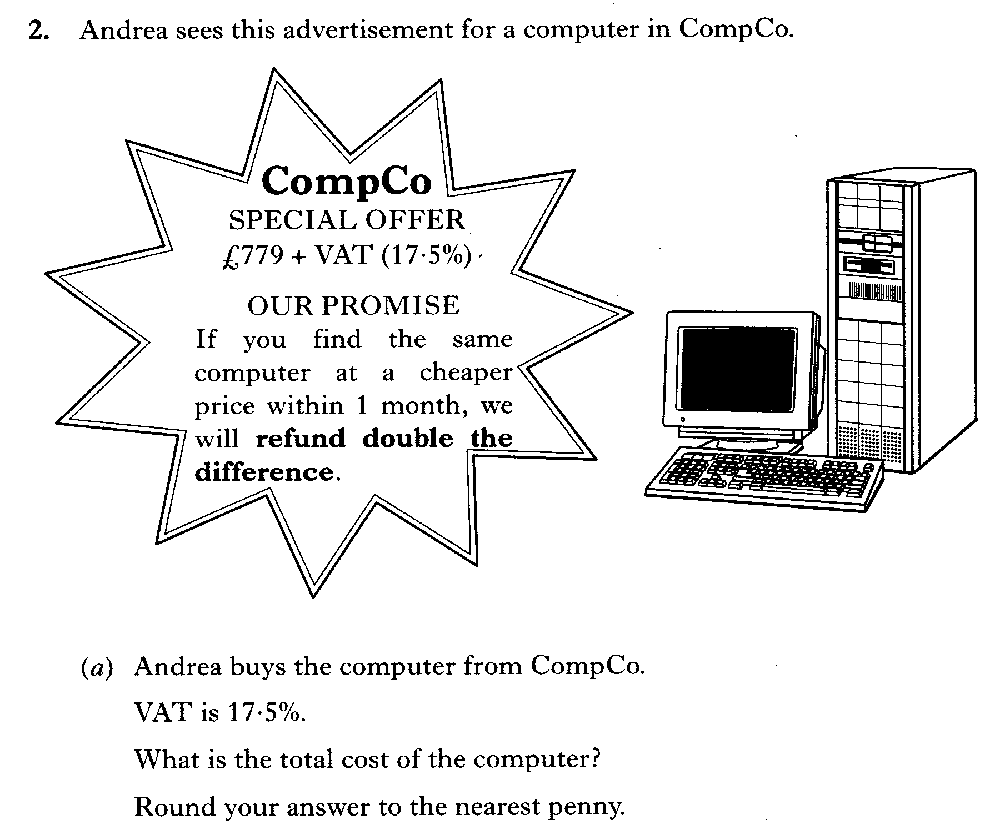 2. Andrea sees this advertisement for a computer in CompCo.
CompCo
SPECIAL OFFER
£779 + VAT (17·5%)
OUR PROMISE
If you find the same
computer at a cheaper
price within 1 month, we
will refund double the
difference.
(a) Andrea buys the computer from CompCo.
VAT is 17·5%.
What is the total cost of the computer?
Round your answer to the nearest penny.